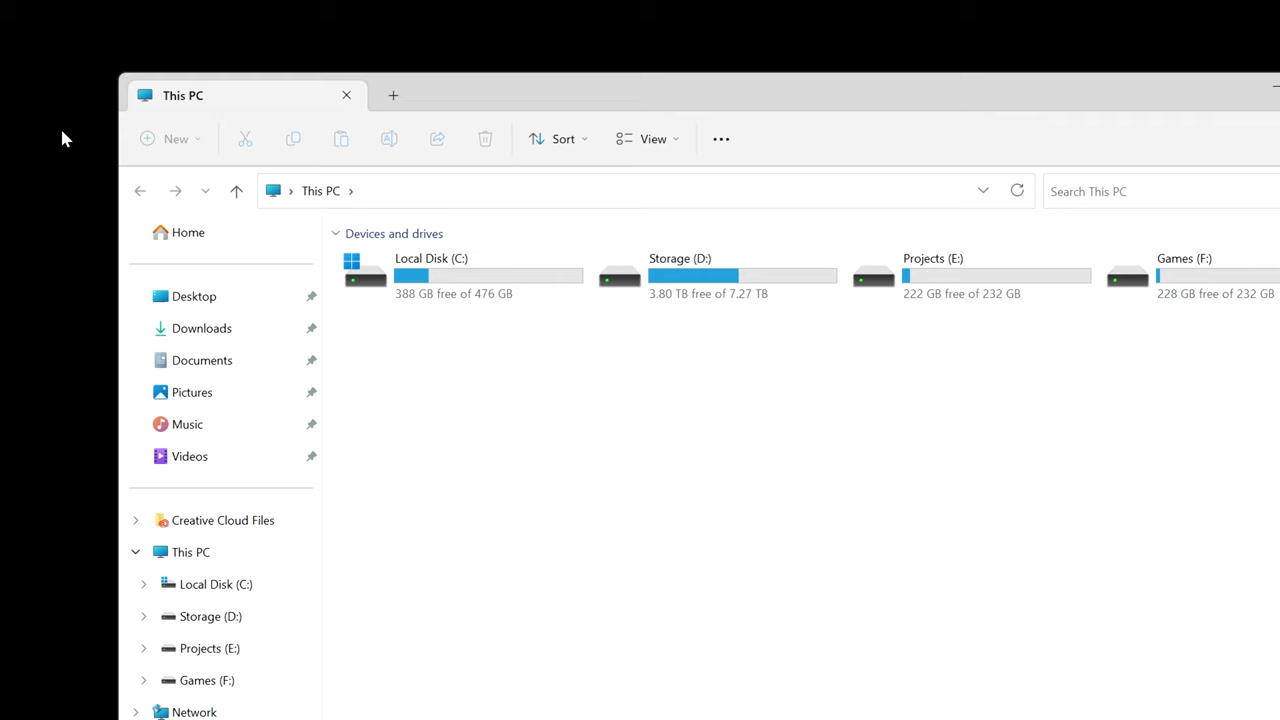 This PC
New
Sort
View
This PC
Search This PC
Home
Desktop
Downloads
Documents
Pictures
Music
Videos
Creative Cloud Files
This PC
Local Disk (C:)
Storage (D:)
Projects (E:)
Games (F:)
Network
Devices and drives
Local Disk (C:)
388 GB free of 476 GB
Storage (D:)
3.80 TB free of 7.27 TB
Projects (E:)
222 GB free of 232 GB
Games (F:)
228 GB free of 232 GB